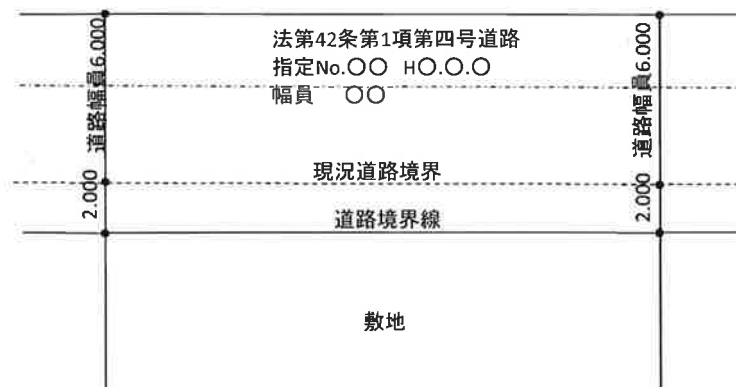 法第42条第1項第四号道路
指定No.〇〇 H〇.〇.〇
幅員 〇〇
道路幅員6.000
道路幅員6.000
現況道路境界
2.000
2.000
道路境界線
敷地